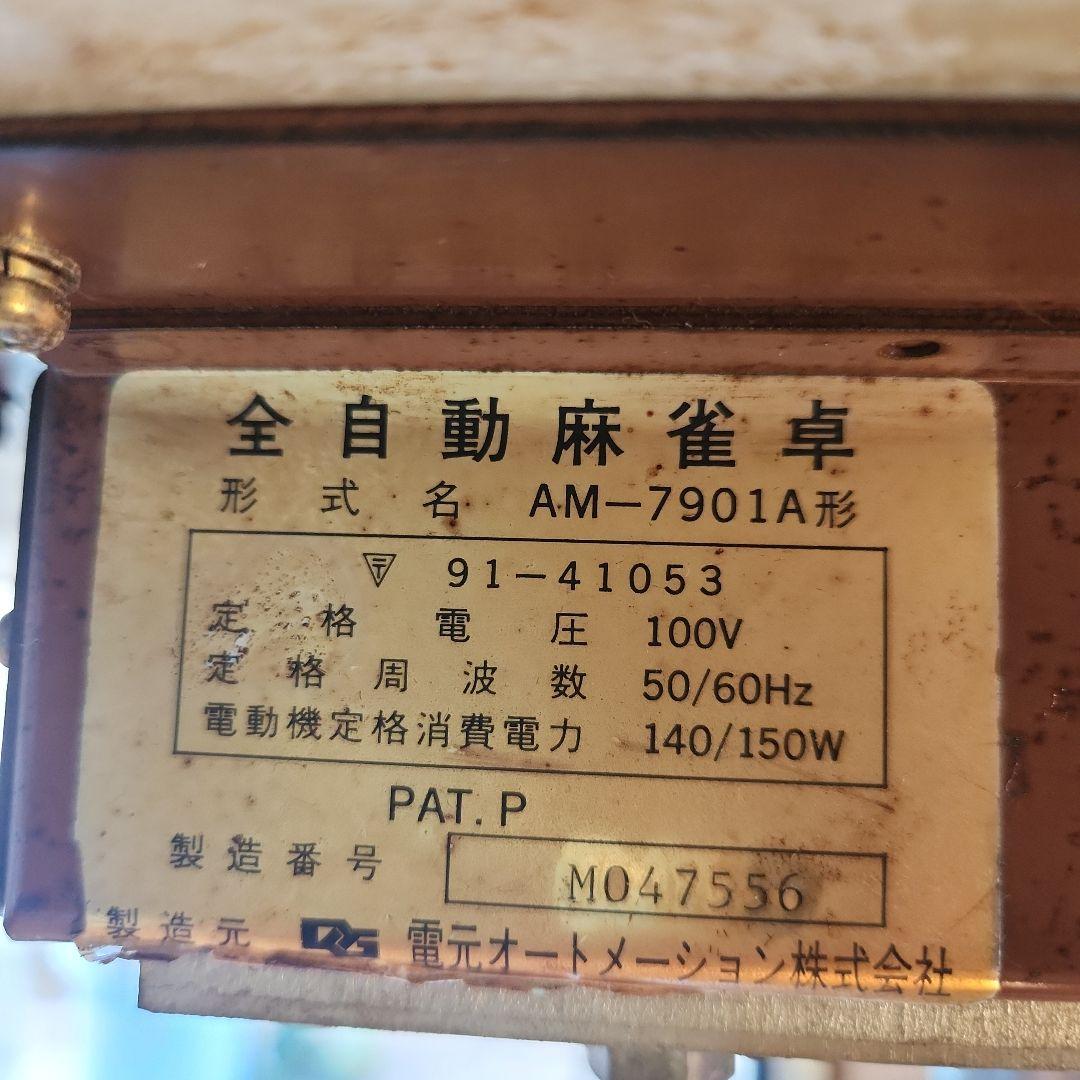 全自動麻雀卓
形式名 AM-7901A形
〒 91-41053
定格電圧 100V
定格周波数 50/60Hz
電動機定格消費電力 140/150W
PAT.P
製造番号 M047556
製造元 電元オートメーション株式会社